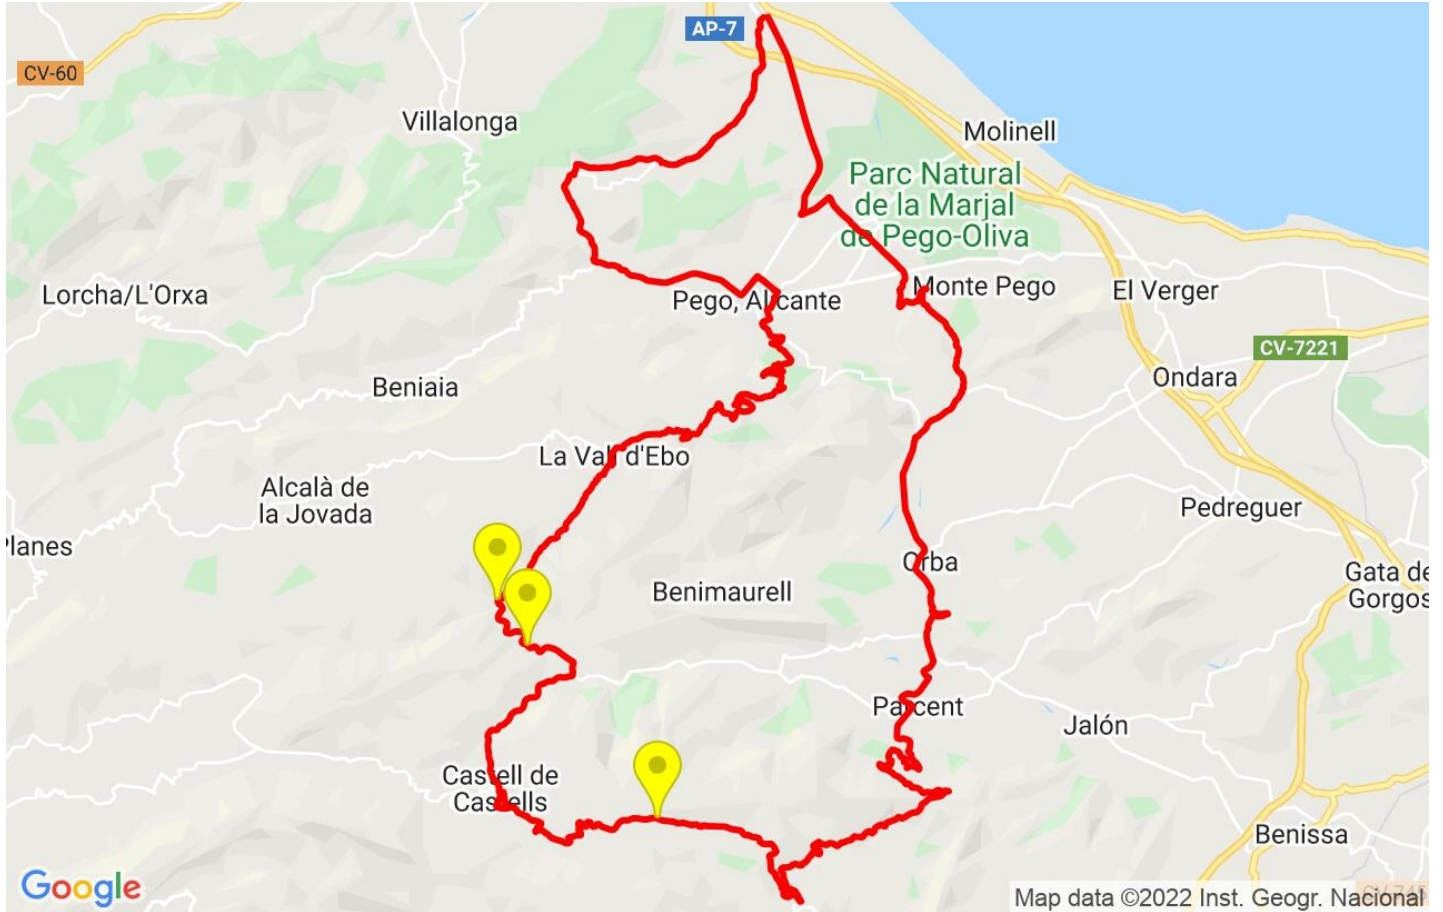 AP-7
CV-60
Villalonga
Molinell
Parc Natural
de la Marjal
de Pego-Oliva
Lorcha/L'Orxa
Pego, Alicante
Monte Pego
El Verger
CV-7221
Beniaia
Ondara
La Vall d'Ebo
Alcalà de
la Jovada
Pedreguer
Planes
Orba
Benimaurell
Gata de
Gorgos
Parcent
Jalón
Castell de
Castells
Benissa
Google
Map data ©2022 Inst. Geogr. Nacional